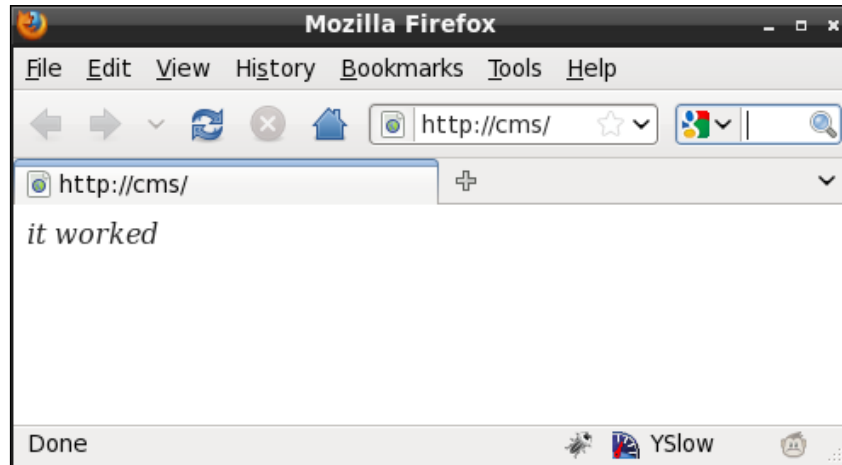 Mozilla Firefox
File Edit View History Bookmarks Tools Help
http://cms/
http://cms/
it worked
Done YSlow